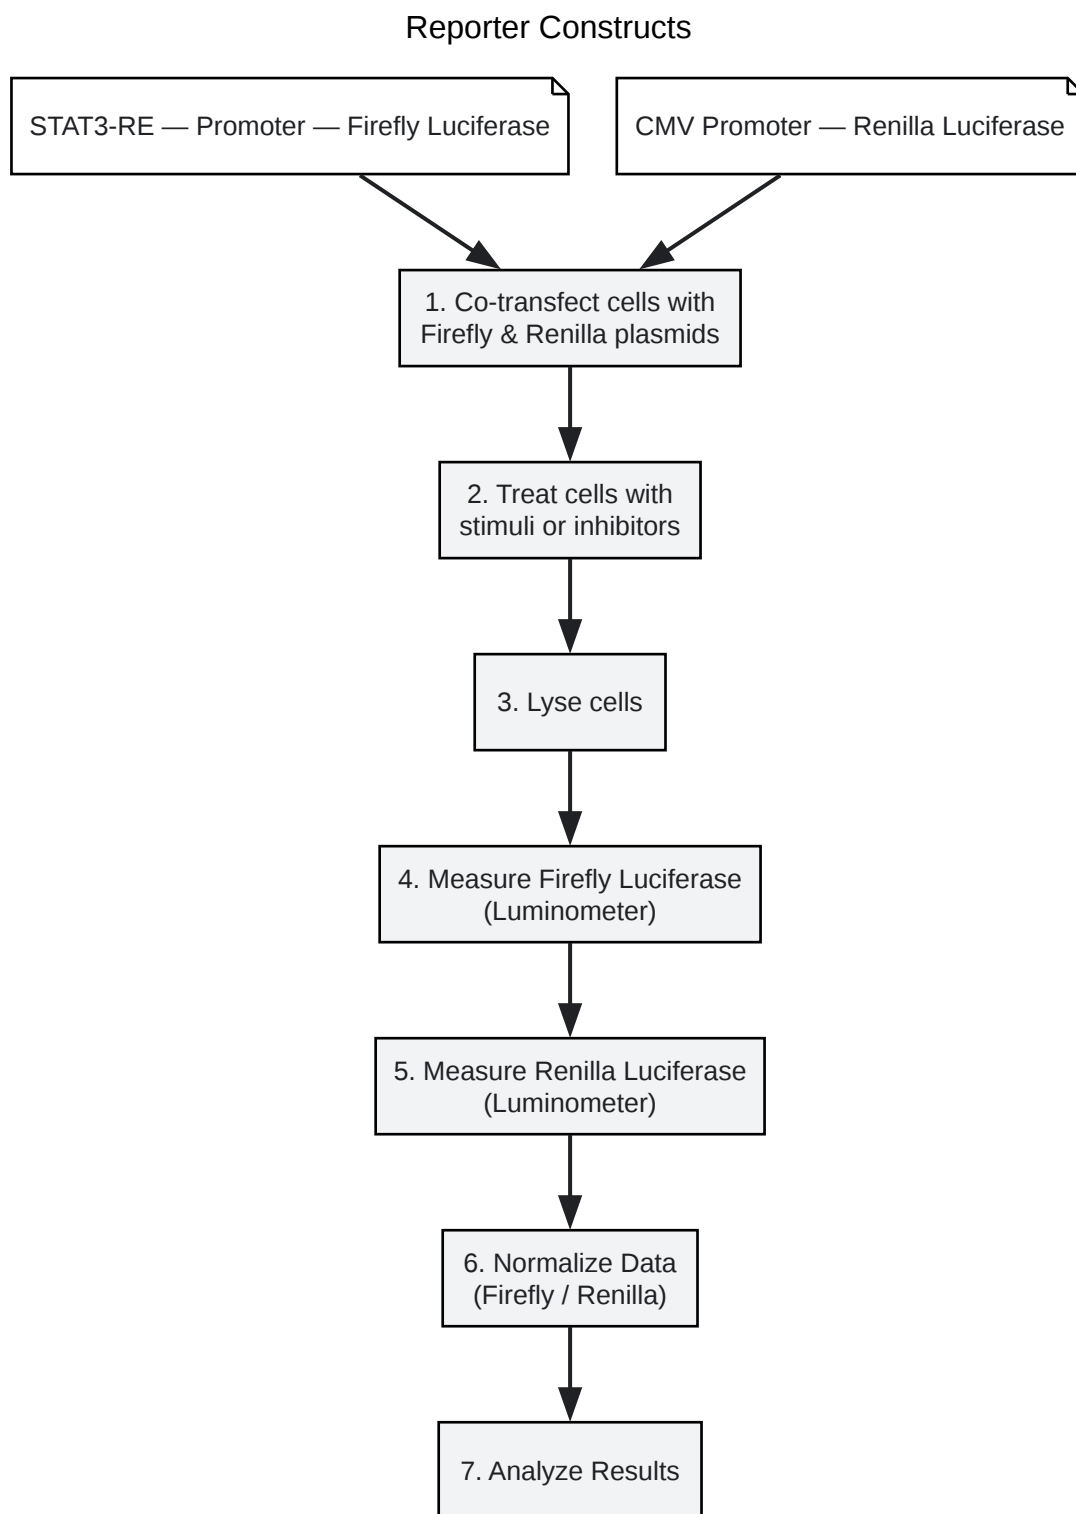 Reporter Constructs
STAT3-RE — Promoter — Firefly Luciferase
CMV Promoter — Renilla Luciferase
1. Co-transfect cells with
Firefly & Renilla plasmids
2. Treat cells with
stimuli or inhibitors
3. Lyse cells
4. Measure Firefly Luciferase
(Luminometer)
5. Measure Renilla Luciferase
(Luminometer)
6. Normalize Data
(Firefly / Renilla)
7. Analyze Results